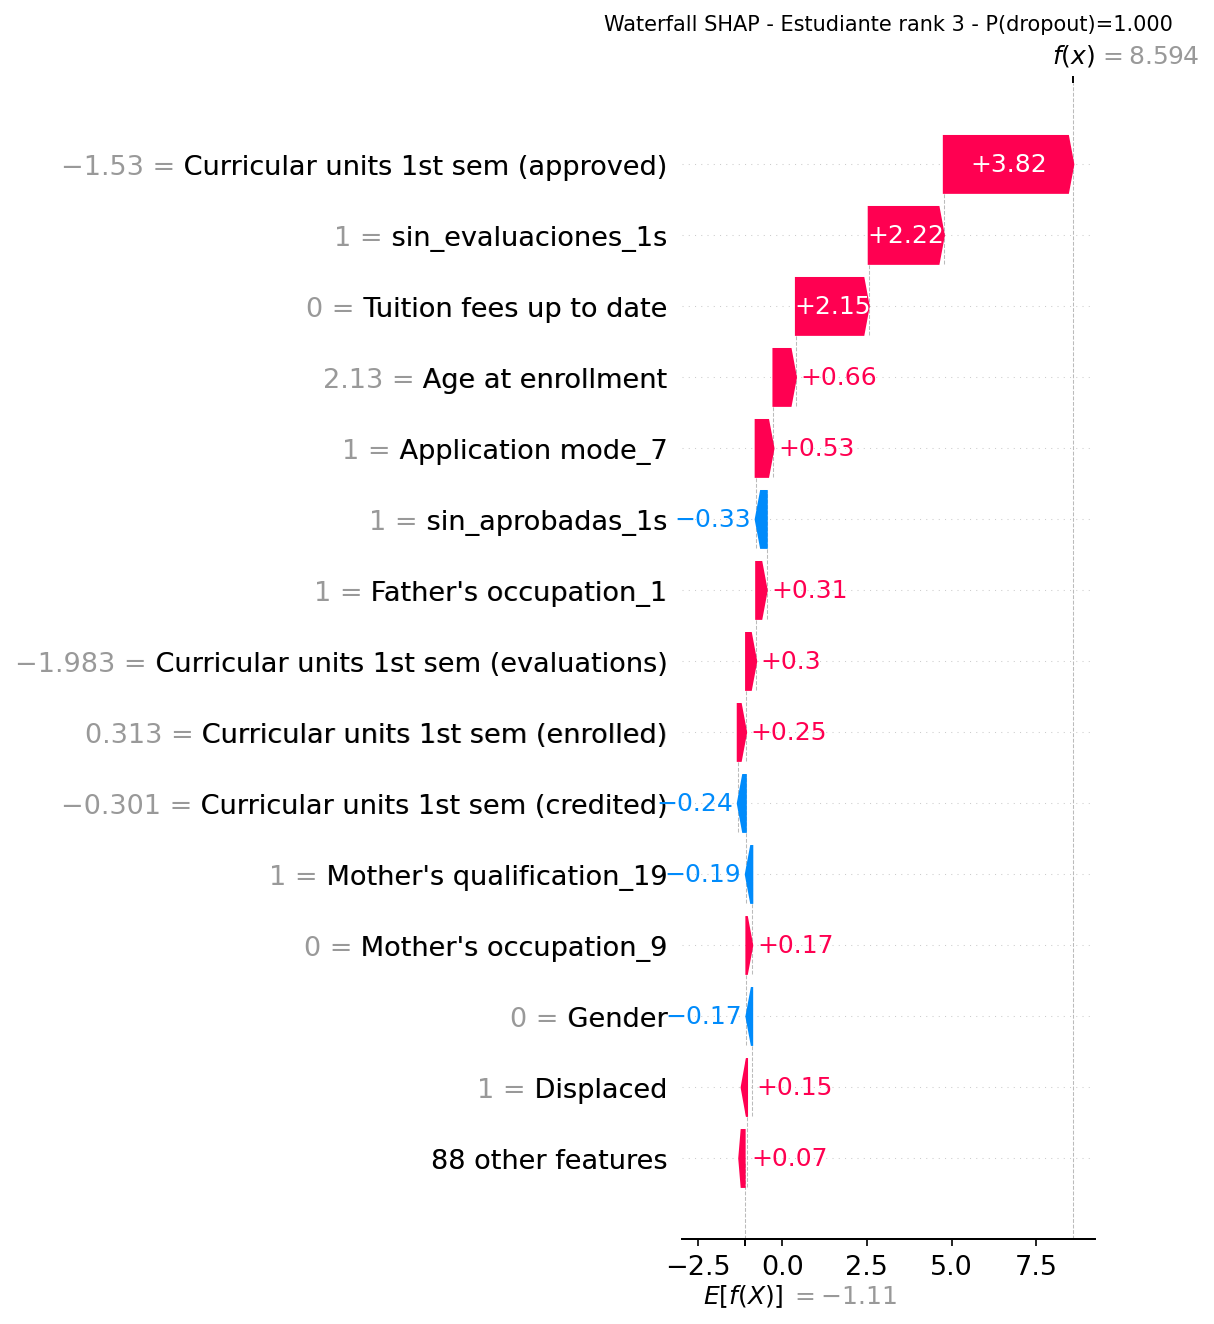 Waterfall SHAP - Estudiante rank 3 - P(dropout)=1.000
f(x) = 8.594
−1.53 = Curricular units 1st sem (approved) +3.82
1 = sin_evaluaciones_1s +2.22
0 = Tuition fees up to date +2.15
2.13 = Age at enrollment +0.66
1 = Application mode_7 +0.53
1 = sin_aprobadas_1s −0.33
1 = Father's occupation_1 +0.31
−1.983 = Curricular units 1st sem (evaluations) +0.3
0.313 = Curricular units 1st sem (enrolled) +0.25
−0.301 = Curricular units 1st sem (credited) −0.24
1 = Mother's qualification_19 −0.19
0 = Mother's occupation_9 +0.17
0 = Gender −0.17
1 = Displaced +0.15
88 other features +0.07
−2.5 0.0 2.5 5.0 7.5
E[f(X)] = −1.11